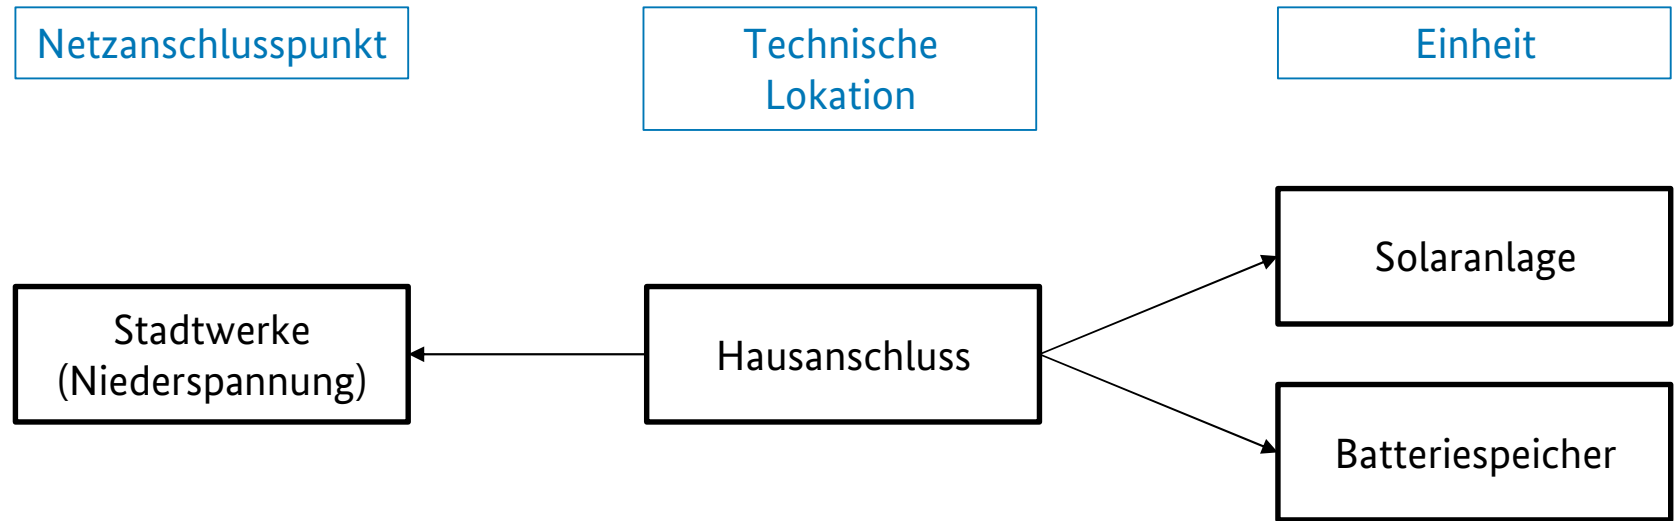 Netzanschlusspunkt
Technische
Lokation
Einheit
Stadtwerke
(Niederspannung)
Hausanschluss
Solaranlage
Batteriespeicher